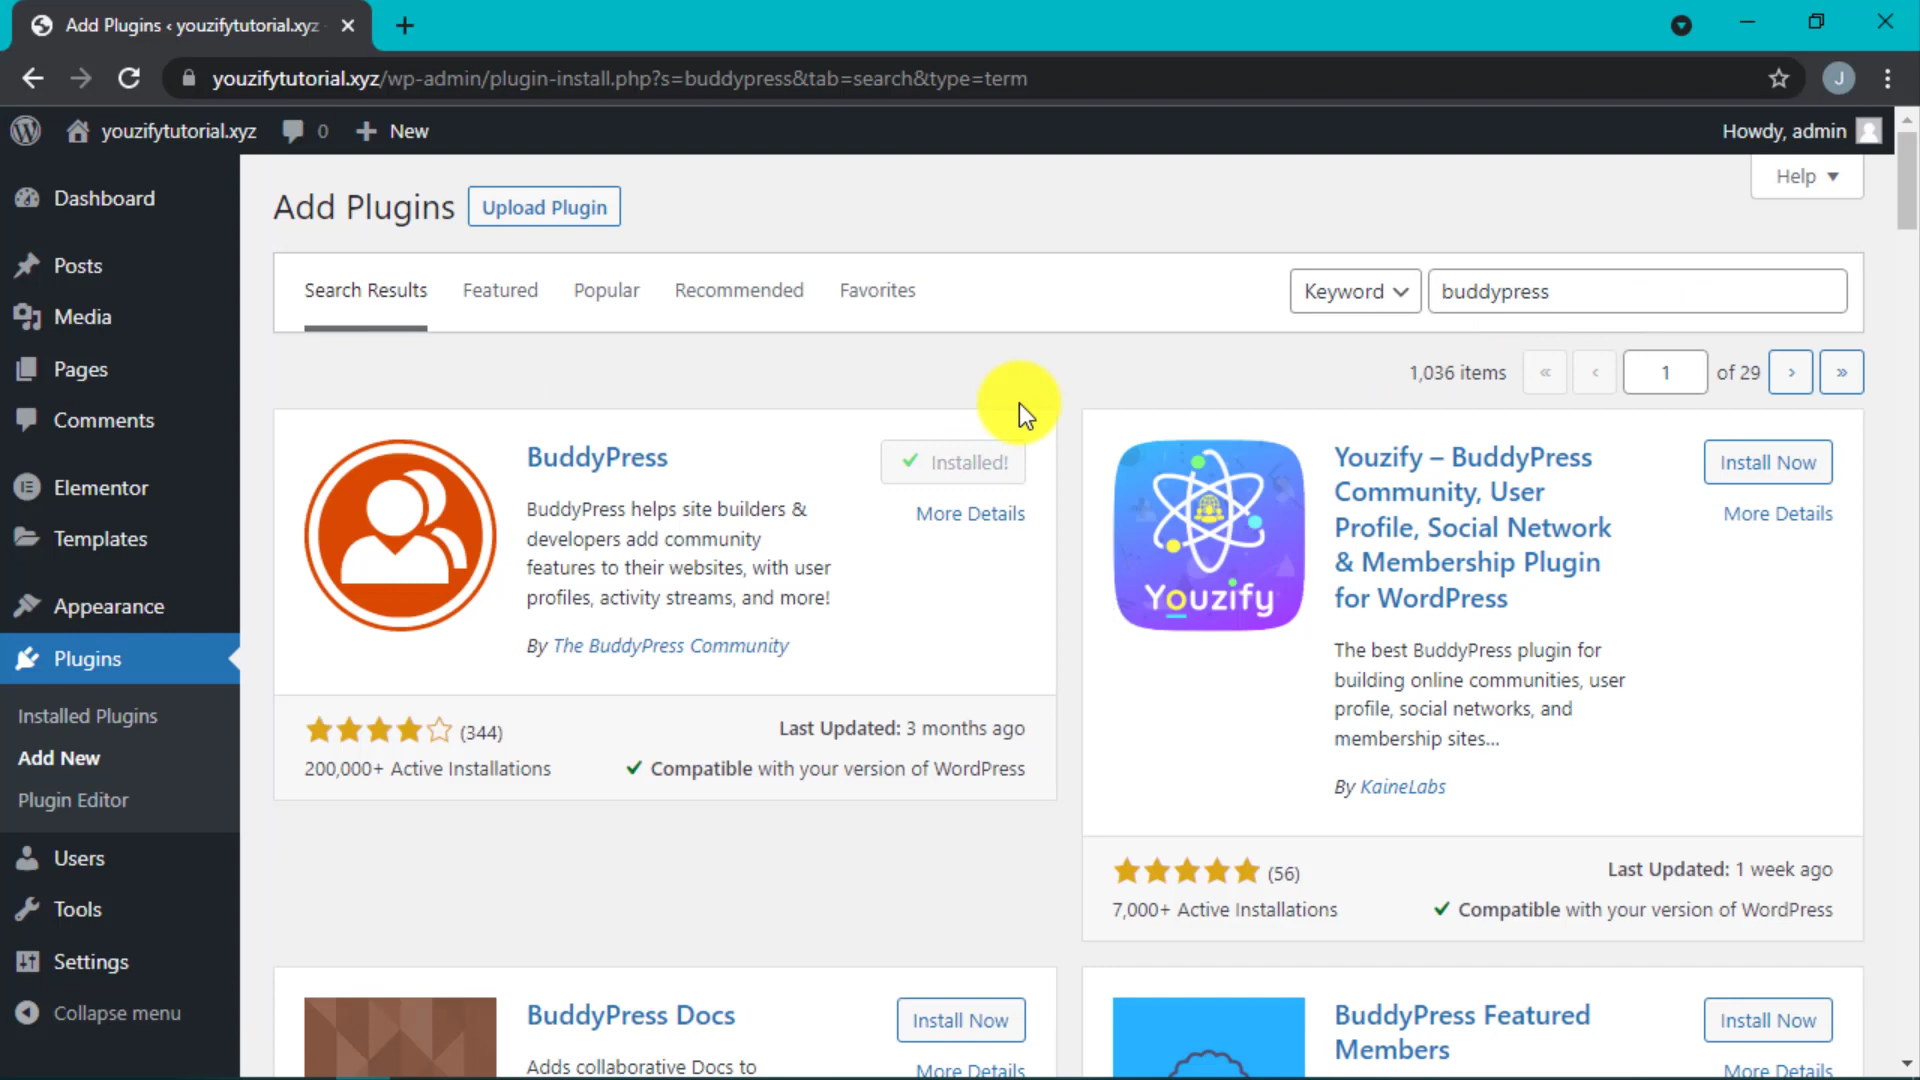 Add Plugins ‹ youzifytutorial.xyz
youzifytutorial.xyz/wp-admin/plugin-install.php?s=buddypress&tab=search&type=term
J
youzifytutorial.xyz
0
New
Howdy, admin
Dashboard
Posts
Media
Pages
Comments
Elementor
Templates
Appearance
Plugins
Installed Plugins
Add New
Plugin Editor
Users
Tools
Settings
Collapse menu
Help
Add Plugins
Upload Plugin
Search Results
Featured
Popular
Recommended
Favorites
Keyword
buddypress
1,036 items
«
‹
1
of 29
›
»
BuddyPress
Installed!
More Details
BuddyPress helps site builders &
developers add community
features to their websites, with user
profiles, activity streams, and more!
By The BuddyPress Community
(344)
Last Updated: 3 months ago
200,000+ Active Installations
Compatible with your version of WordPress
Youzify
Youzify – BuddyPress
Community, User
Profile, Social Network
& Membership Plugin
for WordPress
Install Now
More Details
The best BuddyPress plugin for
building online communities, user
profile, social networks, and
membership sites...
By KaineLabs
(56)
Last Updated: 1 week ago
7,000+ Active Installations
Compatible with your version of WordPress
BuddyPress Docs
Install Now
More Details
Adds collaborative Docs to
BuddyPress Featured
Members
Install Now
More Details